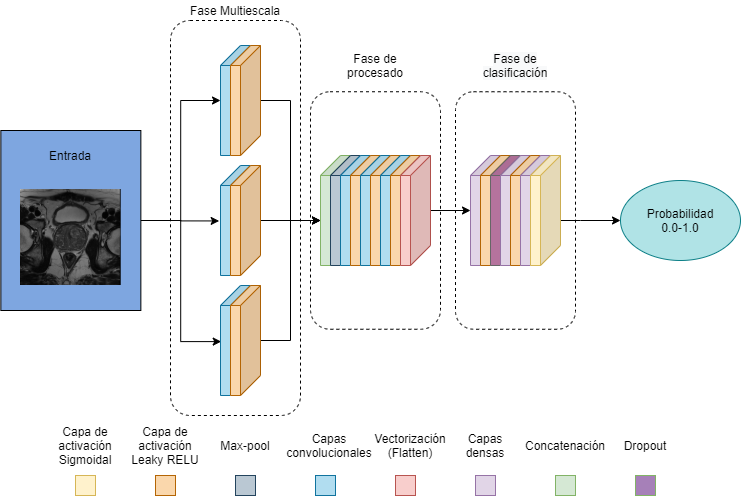 Fase Multiescala
Fase de
procesado
Fase de
clasificación
Entrada
Probabilidad
0.0-1.0
Capa de
activación
Sigmoidal
Capa de
activación
Leaky RELU
Max-pool
Capas
convolucionales
Vectorización
(Flatten)
Capas
densas
Concatenación
Dropout